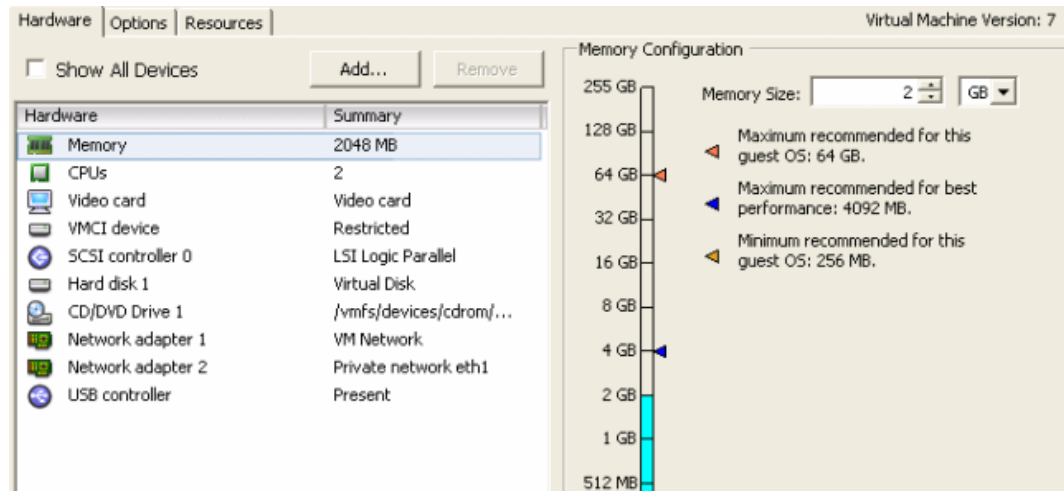 Hardware Options Resources Virtual Machine Version: 7
Show All Devices Add... Remove
Hardware Summary
Memory 2048 MB
CPUs 2
Video card Video card
VMCI device Restricted
SCSI controller 0 LSI Logic Parallel
Hard disk 1 Virtual Disk
CD/DVD Drive 1 /vmfs/devices/cdrom/...
Network adapter 1 VM Network
Network adapter 2 Private network eth1
USB controller Present
Memory Configuration
Memory Size: 2 GB
255 GB
128 GB
64 GB
32 GB
16 GB
8 GB
4 GB
2 GB
1 GB
512 MB
Maximum recommended for this
guest OS: 64 GB.
Maximum recommended for best
performance: 4092 MB.
Minimum recommended for this
guest OS: 256 MB.